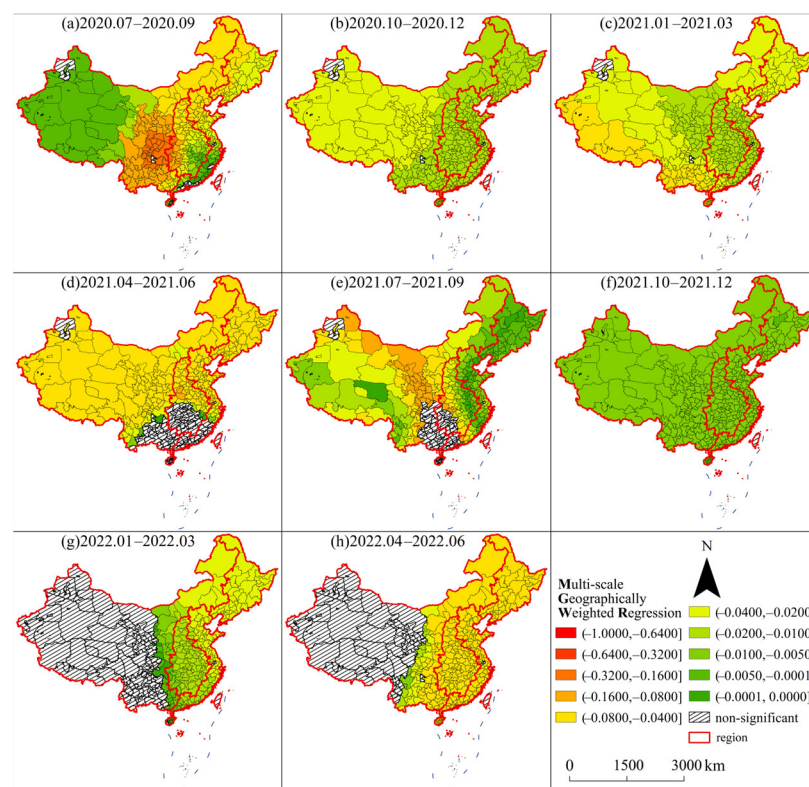 (a)2020.07–2020.09
(b)2020.10–2020.12
(c)2021.01–2021.03
(d)2021.04–2021.06
(e)2021.07–2021.09
(f)2021.10–2021.12
(g)2022.01–2022.03
(h)2022.04–2022.06
N
Multi-scale
Geographically
Weighted Regression
(–1.0000,–0.6400]
(–0.6400,–0.3200]
(–0.3200,–0.1600]
(–0.1600,–0.0800]
(–0.0800,–0.0400]
(–0.0400,–0.0200
(–0.0200,–0.0100
(–0.0100,–0.0050
(–0.0050,–0.0001
(–0.0001, 0.0000]
non-significant
region
0 1500 3000 km